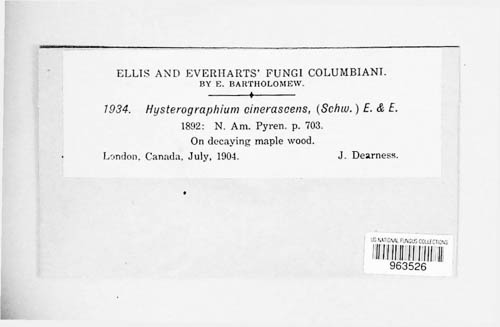 ELLIS AND EVERHARTS' FUNGI COLUMBIANI.
BY E. BARTHOLOMEW.
1934. Hysterographium cinerascens, (Schw.) E. & E.
1892: N. Am. Pyren. p. 703.
On decaying maple wood.
London, Canada, July, 1904. J. Dearness.
US NATIONAL FUNGUS COLLECTIONS
963526